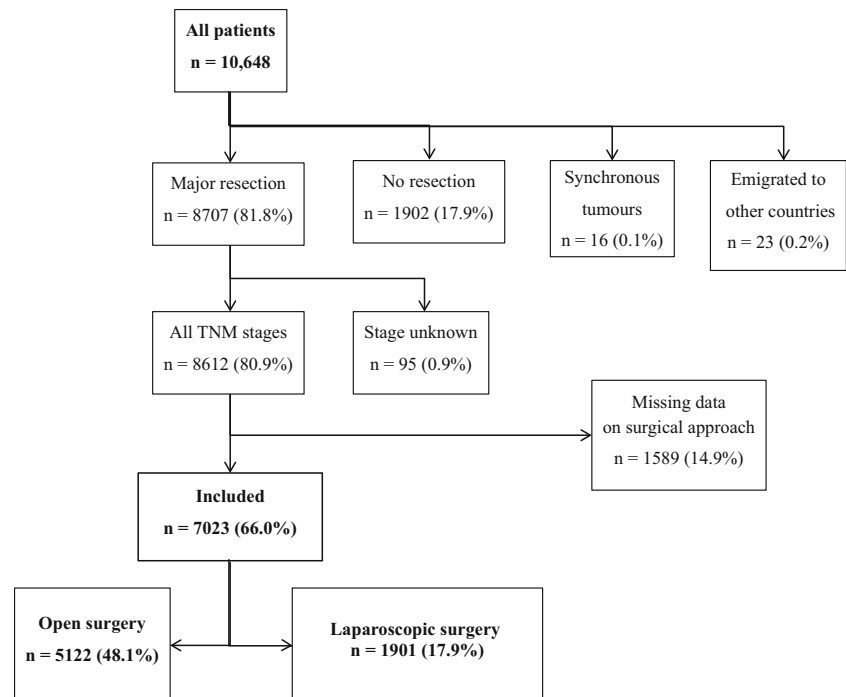 All patients
n = 10,648
Major resection
n = 8707 (81.8%)
No resection
n = 1902 (17.9%)
Synchronous
tumours
n = 16 (0.1%)
Emigrated to
other countries
n = 23 (0.2%)
All TNM stages
n = 8612 (80.9%)
Stage unknown
n = 95 (0.9%)
Missing data
on surgical approach
n = 1589 (14.9%)
Included
n = 7023 (66.0%)
Open surgery
n = 5122 (48.1%)
Laparoscopic surgery
n = 1901 (17.9%)